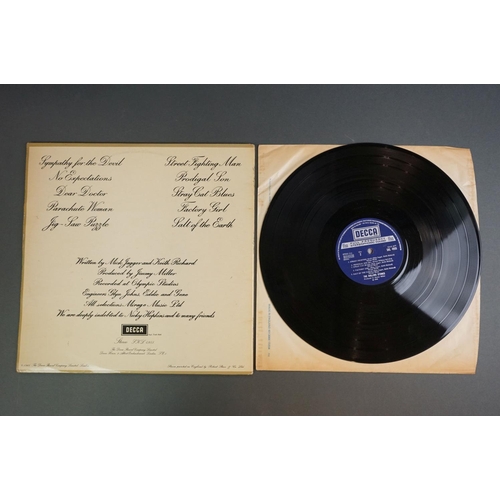 Sympathy for the Devil
No Expectations
Dear Doctor
Parachute Woman
Jig-Saw Puzzle
Street Fighting Man
Prodigal Son
Stray Cat Blues
Factory Girl
Salt of the Earth
Written by Mick Jagger and Keith Richard
Produced by Jimmy Miller
Recorded at Olympic Studios
Engineers Glyn Johns, Eddie and Gene
All selections Mirage Music Ltd.
We are deeply indebted to Nicky Hopkins and to many friends
DECCA
Stereo
DECCA